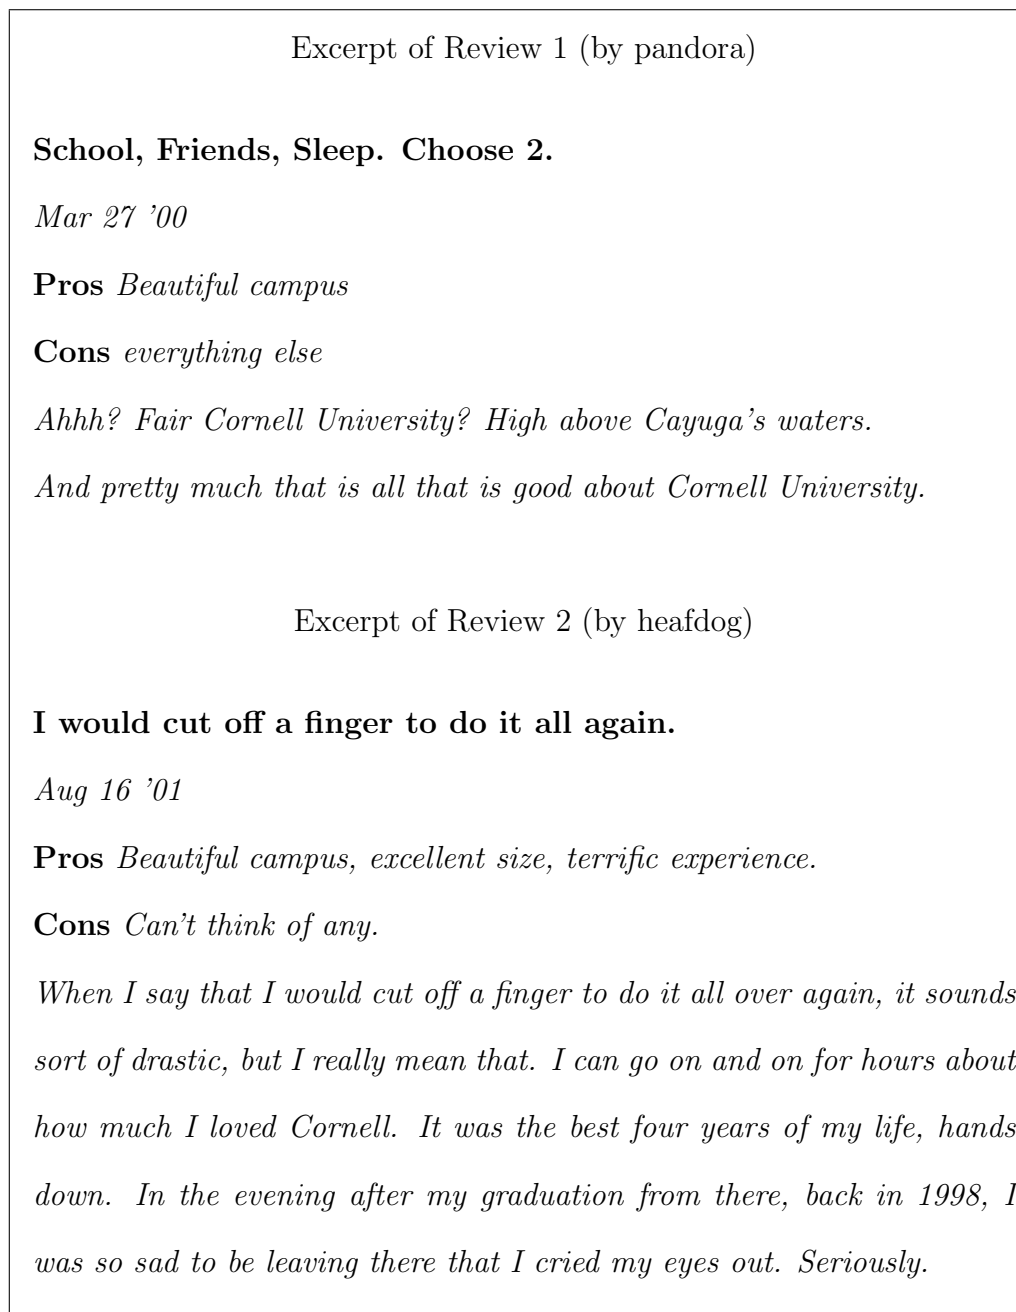 Excerpt of Review 1 (by pandora)
School, Friends, Sleep. Choose 2.
Mar 27 '00
Pros Beautiful campus
Cons everything else
Ahhh? Fair Cornell University? High above Cayuga's waters.
And pretty much that is all that is good about Cornell University.
Excerpt of Review 2 (by heafdog)
I would cut off a finger to do it all again.
Aug 16 '01
Pros Beautiful campus, excellent size, terrific experience.
Cons Can't think of any.
When I say that I would cut off a finger to do it all over again, it sounds
sort of drastic, but I really mean that. I can go on and on for hours about
how much I loved Cornell. It was the best four years of my life, hands
down. In the evening after my graduation from there, back in 1998, I
was so sad to be leaving there that I cried my eyes out. Seriously.